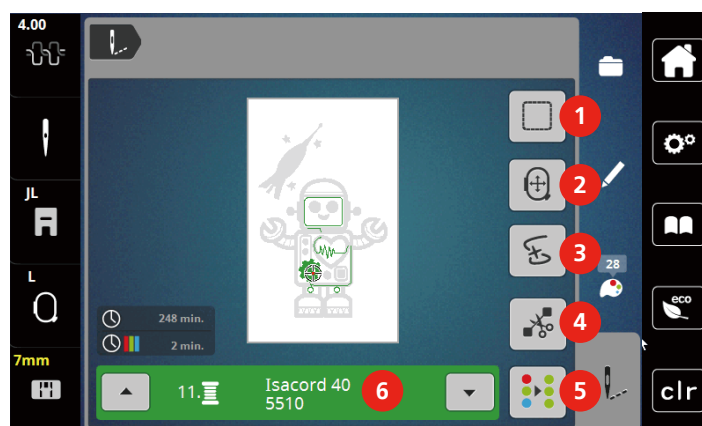 4.00
JL
L
7mm
248 min.
2 min.
11.
Isacord 40
5510
1
2
3
4
5
6
28
eco
clr